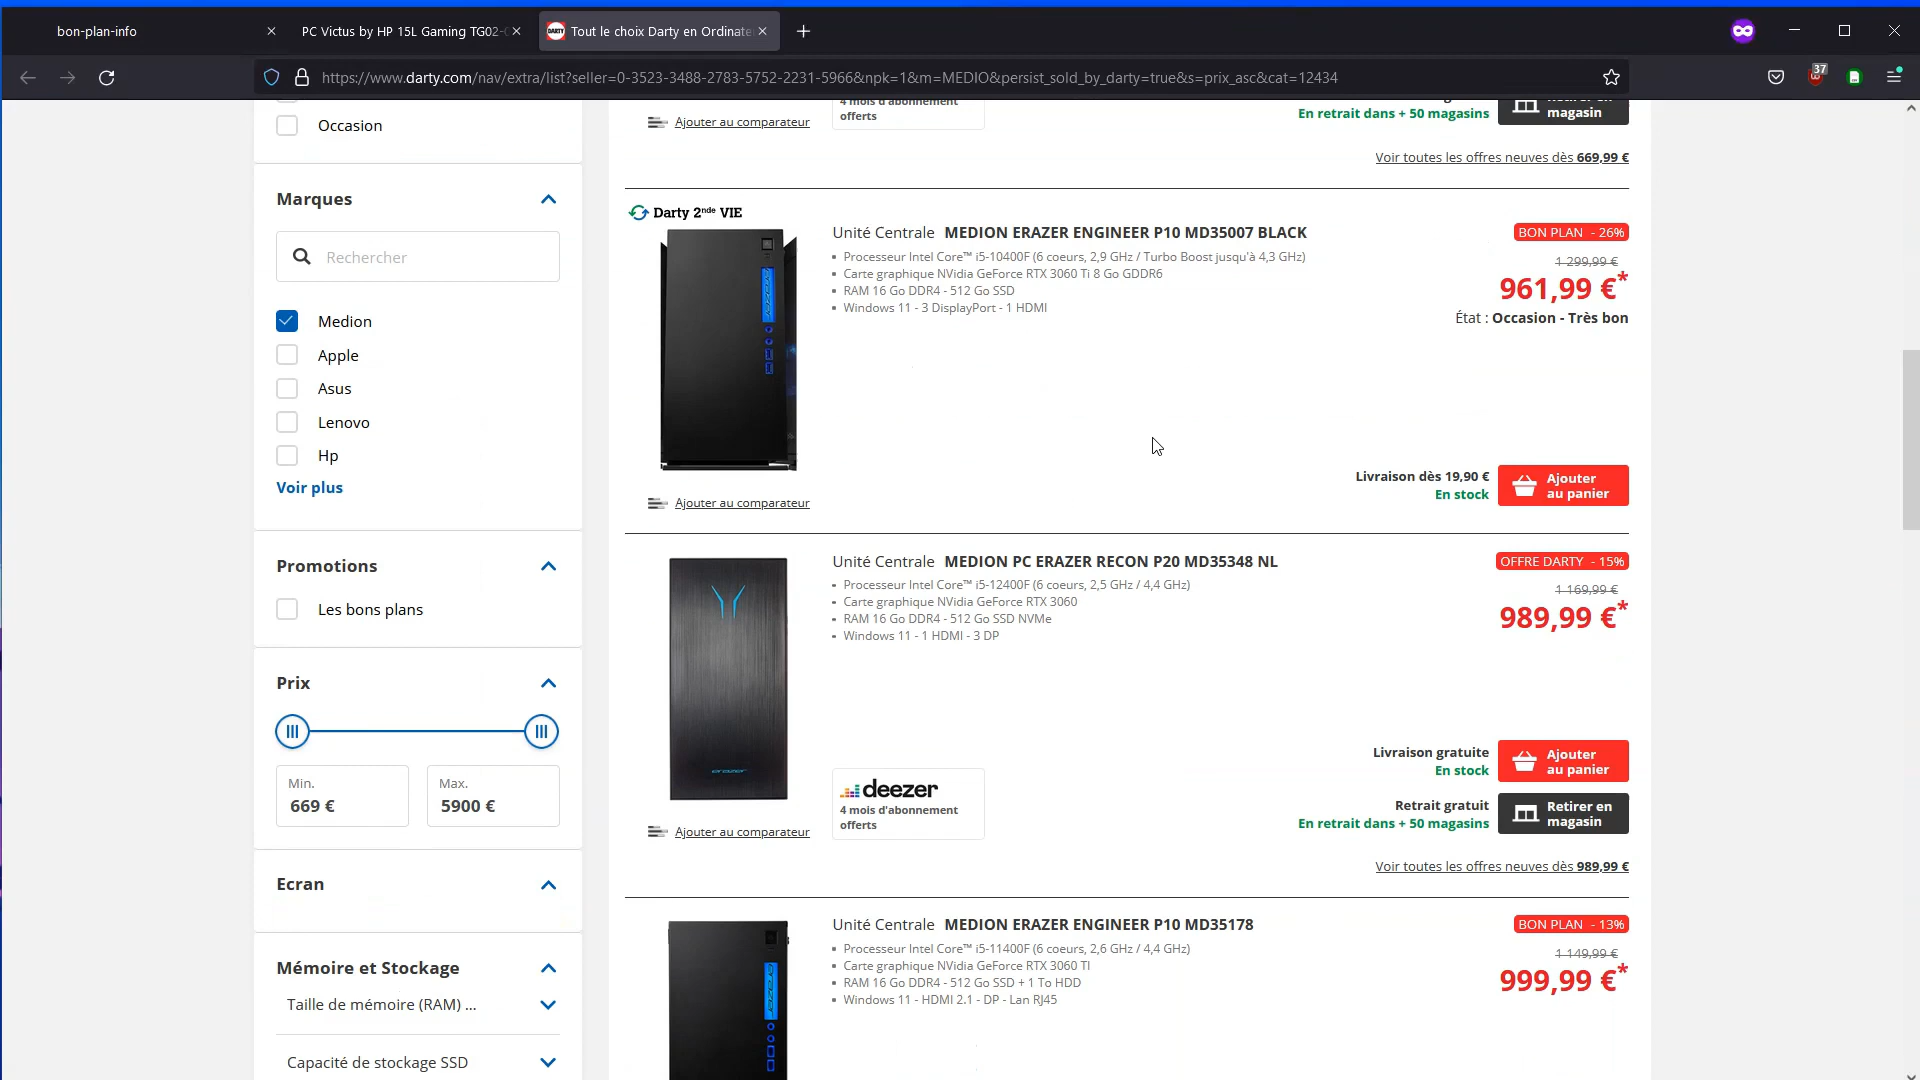 bon-plan-info
PC Victus by HP 15L Gaming TG02-
DARTY
Tout le choix Darty en Ordinate
https://www.darty.com/nav/extra/list?seller=0-3523-3488-2783-5752-2231-5966&npk=1&m=MEDIO&persist_sold_by_darty=true&s=prix_asc&cat=12434
37
Occasion
Marques
Rechercher
Medion
Apple
Asus
Lenovo
Hp
Voir plus
Promotions
Les bons plans
Prix
Min.
669 €
Max.
5900 €
Ecran
Mémoire et Stockage
Taille de mémoire (RAM) ...
Capacité de stockage SSD
Ajouter au comparateur
4 mois d'abonnement
offerts
En retrait dans + 50 magasins
magasin
Voir toutes les offres neuves dès 669,99 €
Darty 2nde VIE
Unité Centrale MEDION ERAZER ENGINEER P10 MD35007 BLACK
Processeur Intel Core™ i5-10400F (6 coeurs, 2,9 GHz / Turbo Boost jusqu'à 4,3 GHz)
Carte graphique NVidia GeForce RTX 3060 Ti 8 Go GDDR6
RAM 16 Go DDR4 - 512 Go SSD
Windows 11 - 3 DisplayPort - 1 HDMI
BON PLAN - 26%
1 299,99 €
961,99 €*
État : Occasion - Très bon
Livraison dès 19,90 €
En stock
Ajouter
au panier
Ajouter au comparateur
Unité Centrale MEDION PC ERAZER RECON P20 MD35348 NL
Processeur Intel Core™ i5-12400F (6 coeurs, 2,5 GHz / 4,4 GHz)
Carte graphique NVidia GeForce RTX 3060
RAM 16 Go DDR4 - 512 Go SSD NVMe
Windows 11 - 1 HDMI - 3 DP
OFFRE DARTY - 15%
1 169,99 €
989,99 €*
erazer
deezer
4 mois d'abonnement
offerts
Livraison gratuite
En stock
Ajouter
au panier
Retrait gratuit
En retrait dans + 50 magasins
Retirer en
magasin
Ajouter au comparateur
Voir toutes les offres neuves dès 989,99 €
Unité Centrale MEDION ERAZER ENGINEER P10 MD35178
Processeur Intel Core™ i5-11400F (6 coeurs, 2,6 GHz / 4,4 GHz)
Carte graphique NVidia GeForce RTX 3060 TI
RAM 16 Go DDR4 - 512 Go SSD + 1 To HDD
Windows 11 - HDMI 2.1 - DP - Lan RJ45
BON PLAN - 13%
1 149,99 €
999,99 €*